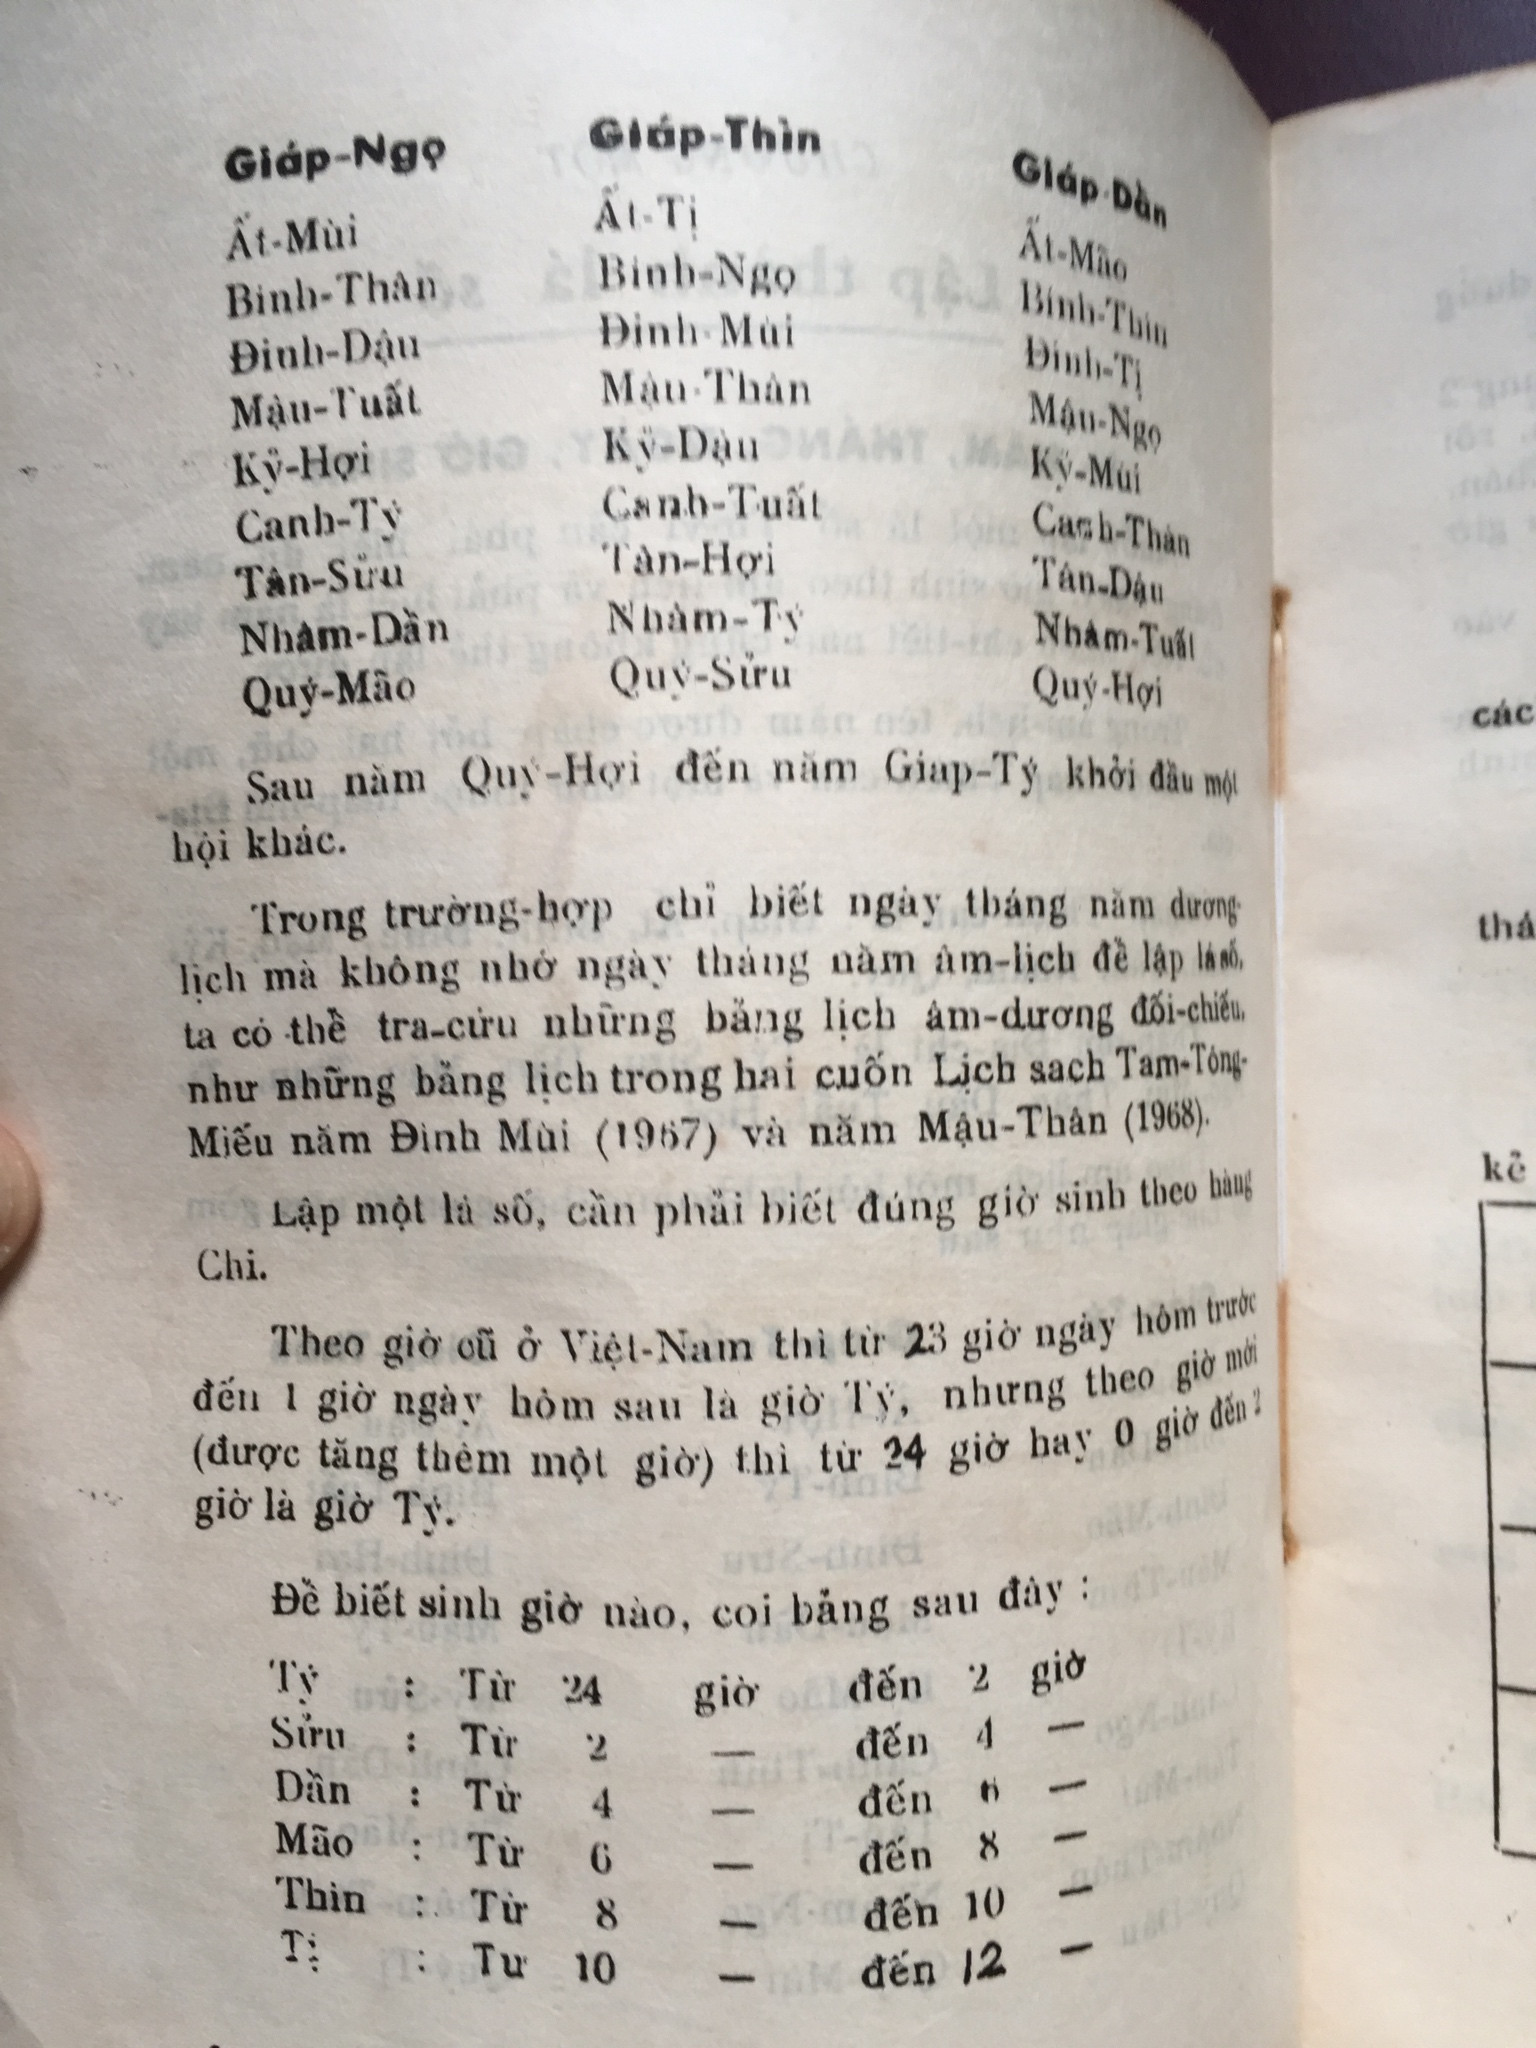 Giáp-Ngọ Giáp-Thìn Giáp-Dần
Ất-Mùi Ất-Tị Ất-Mão
Bính-Thân Bính-Ngọ Bính-Thìn
Đinh-Dậu Đinh-Mùi Đinh-Tị
Mậu-Tuất Mậu-Thân Mậu-Ngọ
Kỷ-Hợi Kỷ-Dậu Kỷ-Mùi
Canh-Tý Canh-Tuất Canh-Thân
Tân-Sửu Tân-Hợi Tân-Dậu
Nhâm-Dần Nhâm-Tý Nhâm-Tuất
Quý-Mão Quý-Sửu Quý-Hợi
Sau năm Quý-Hợi đến năm Giap-Tý khởi đầu một
hội khác.
Trong trường-hợp chỉ biết ngày tháng năm dương-
lịch mà không nhớ ngày tháng năm âm-lịch để lập lá số,
ta có thể tra-cứu những bảng lịch âm-dương đối-chiếu,
như những bảng lịch trong hai cuốn Lịch sach Tam-Tông-
Miếu năm Đinh Mùi (1967) và năm Mậu-Thân (1968).
Lập một lá số, cần phải biết đúng giờ sinh theo hàng
Chi.
Theo giờ cũ ở Việt-Nam thì từ 23 giờ ngày hôm trước
đến 1 giờ ngày hôm sau là giờ Tý, nhưng theo giờ mới
(được tăng thêm một giờ) thì từ 24 giờ hay 0 giờ đến 2
giờ là giờ Tý.
Để biết sinh giờ nào, coi bảng sau đây :
Tý : Từ 24 giờ đến 2 giờ
Sửu : Từ 2 — đến 4 —
Dần : Từ 4 — đến 6 —
Mão : Từ 6 — đến 8 —
Thìn : Từ 8 — đến 10 —
Tị : Tư 10 — đến 12 —
các
thá
kẻ